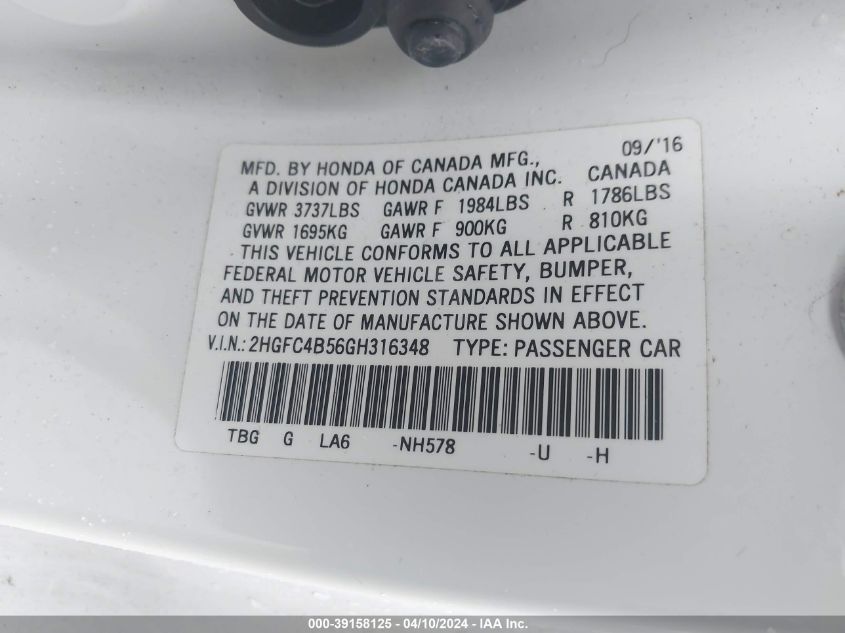 09/'16
MFD. BY HONDA OF CANADA MFG.,
A DIVISION OF HONDA CANADA INC. CANADA
GVWR 3737LBS GAWR F 1984LBS R 1786LBS
GVWR 1695KG GAWR F 900KG R 810KG
THIS VEHICLE CONFORMS TO ALL APPLICABLE
FEDERAL MOTOR VEHICLE SAFETY, BUMPER,
AND THEFT PREVENTION STANDARDS IN EFFECT
ON THE DATE OF MANUFACTURE SHOWN ABOVE.
V.I.N.: 2HGFC4B56GH316348 TYPE: PASSENGER CAR
TBG G LA6 -NH578 -U -H
000-39158125 - 04/10/2024 - IAA Inc.